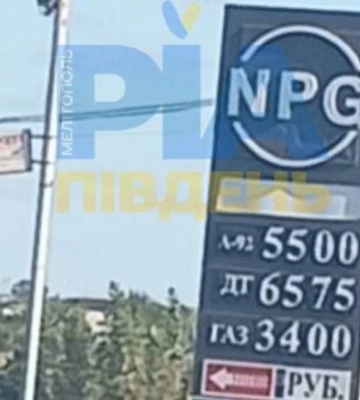 МЕЛІТОПОЛЬ
РІА
ПІВДЕНЬ
NPG
А-92 5500
ДТ 6575
ГАЗ 3400
РУБ.